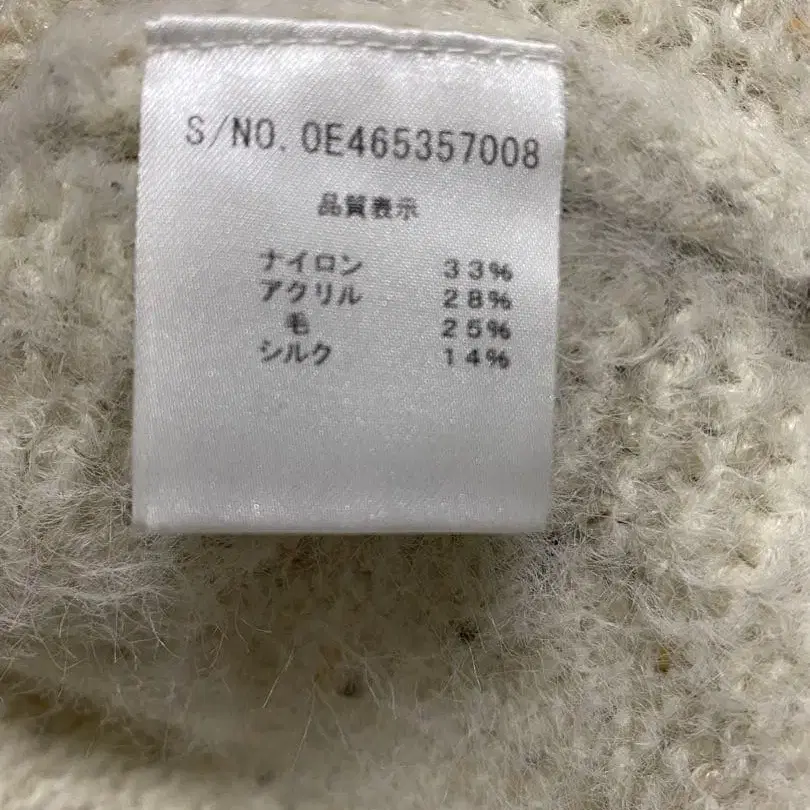 S/NO. 0E465357008
品質表示
ナイロン 33%
アクリル 28%
毛 25%
シルク 14%